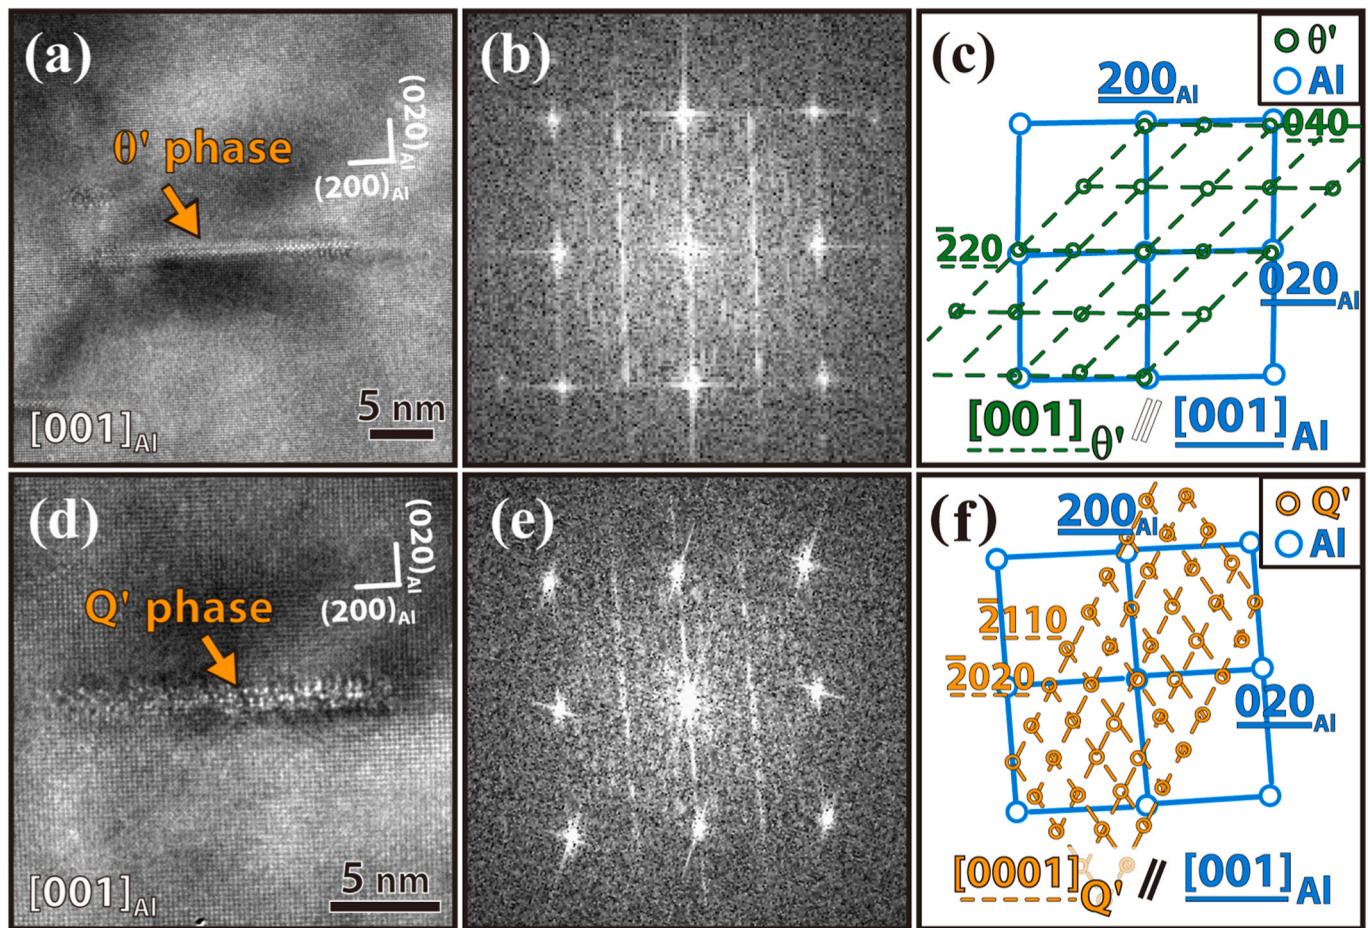 (a)
θ' phase
(020)Al
(200)Al
5 nm
[001]Al
(b)
(c)
θ'
Al
200Al
040
2̅20
020Al
[001]θ' // [001]Al
(d)
Q' phase
(020)Al
(200)Al
5 nm
[001]Al
(e)
(f)
Q'
Al
200Al
2̅110
2̅020
020Al
[0001]Q' // [001]Al